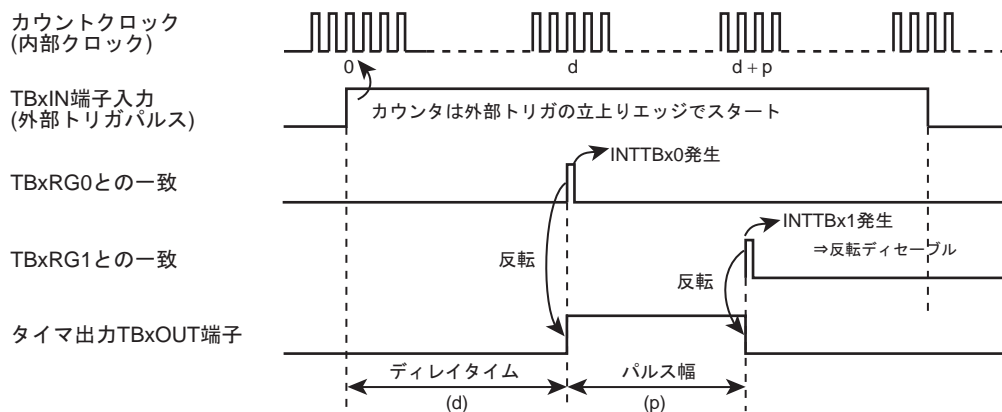 カウントクロック
(内部クロック)
0
d
d + p
TBxIN端子入力
(外部トリガパルス)
カウンタは外部トリガの立上りエッジでスタート
INTTBx0発生
TBxRG0との一致
INTTBx1発生
TBxRG1との一致
反転
⇒反転ディセーブル
反転
タイマ出力TBxOUT端子
ディレイタイム
パルス幅
(d)
(p)